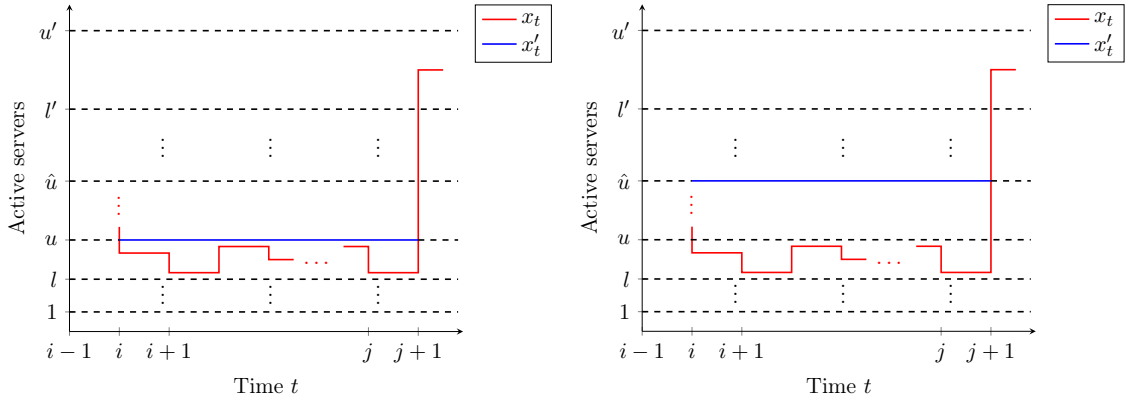 u′
l′
û
u
l
1
Active servers
i − 1
i
i + 1
j
j + 1
Time t
x_t
x′_t
u′
l′
û
u
l
1
Active servers
i − 1
i
i + 1
j
j + 1
Time t
x_t
x′_t